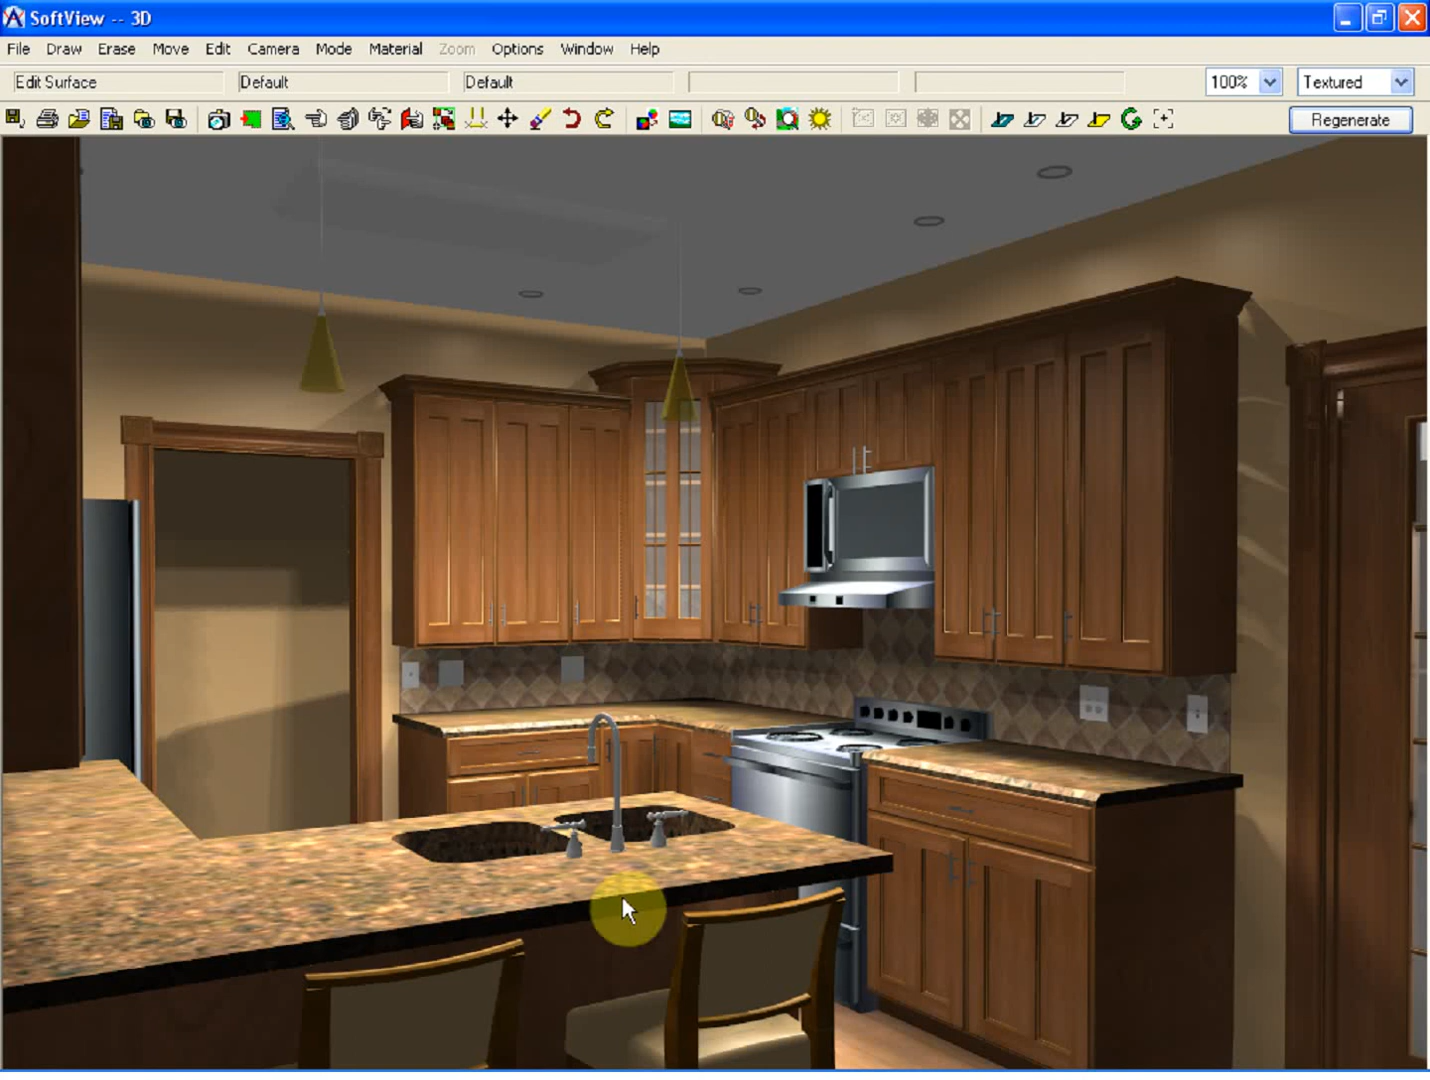 SoftView -- 3D
File Draw Erase Move Edit Camera Mode Material Zoom Options Window Help
Edit Surface Default Default 100% Textured
Regenerate